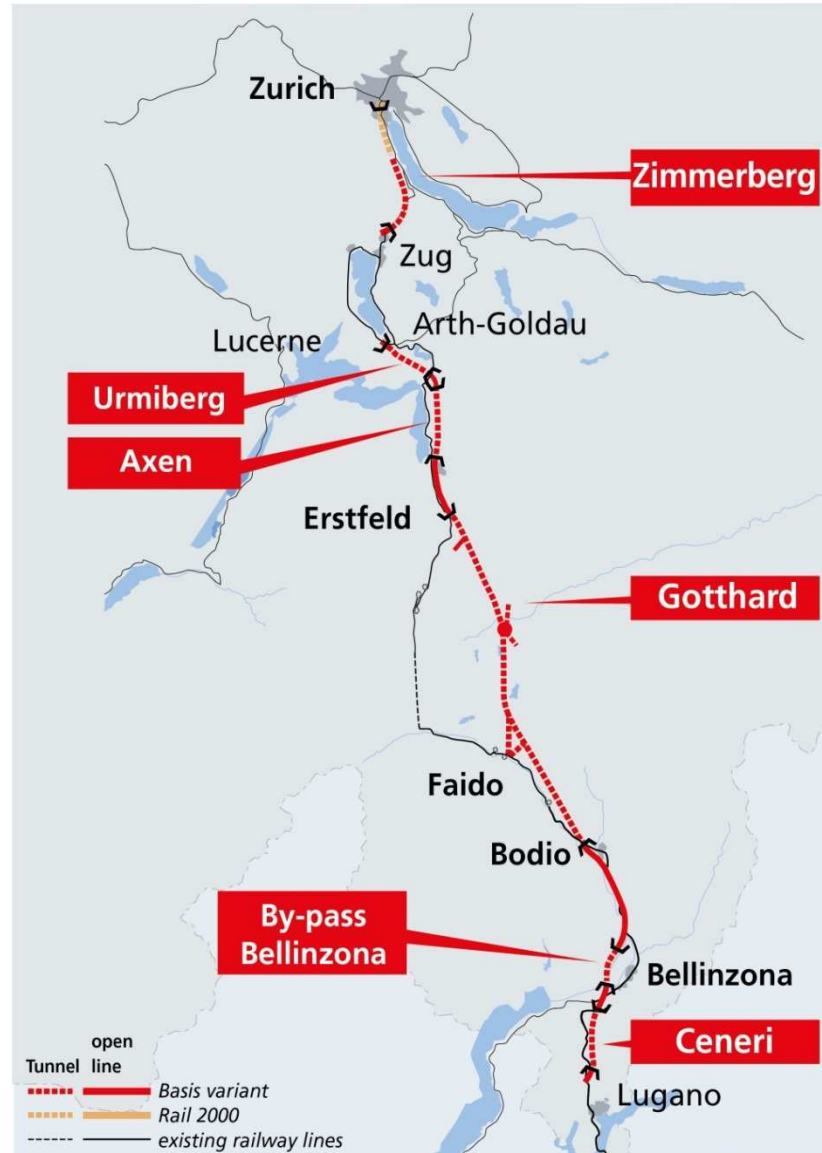 Zurich
Zimmerberg
Zug
Arth-Goldau
Lucerne
Urmiberg
Axen
Erstfeld
Gotthard
Faido
Bodio
By-pass
Bellinzona
Bellinzona
Ceneri
Lugano
open
Tunnel line
Basis variant
Rail 2000
existing railway lines